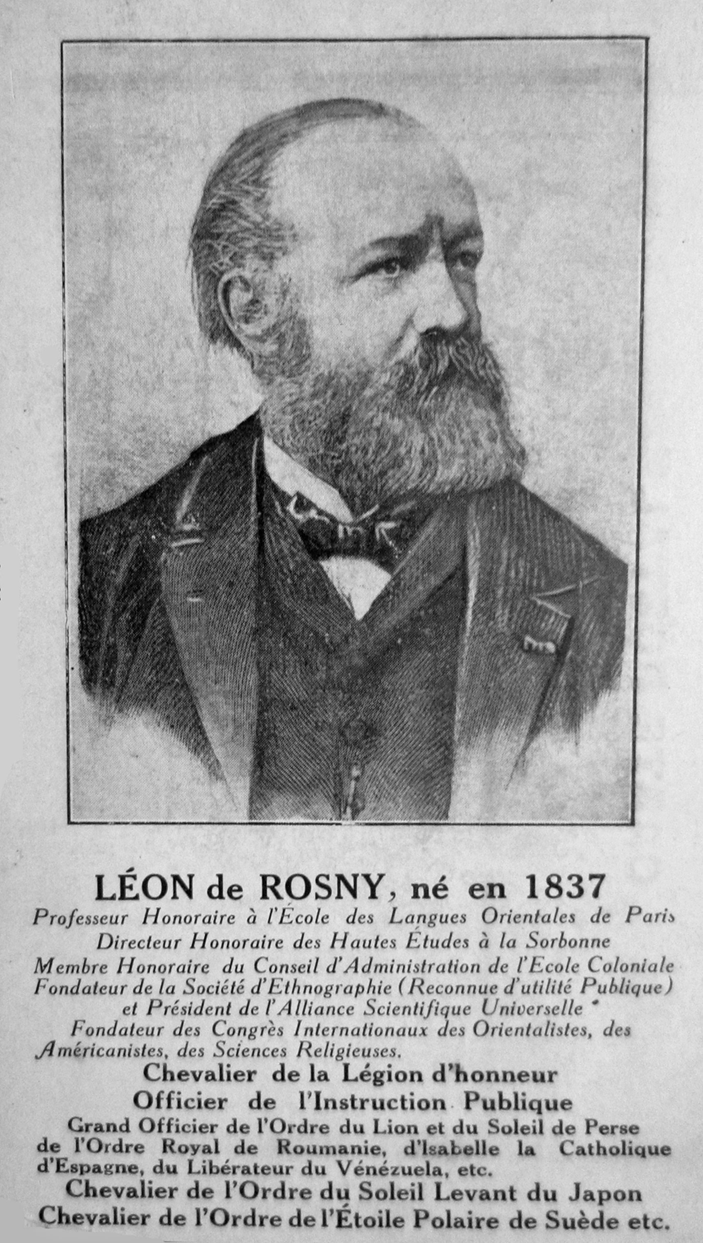 LÉON de ROSNY, né en 1837
Professeur Honoraire à l'École des Langues Orientales de Paris
Directeur Honoraire des Hautes Études à la Sorbonne
Membre Honoraire du Conseil d'Administration de l'Ecole Coloniale
Fondateur de la Société d'Ethnographie (Reconnue d'utilité Publique)
et Président de l'Alliance Scientifique Universelle *
Fondateur des Congrès Internationaux des Orientalistes, des
Américanistes, des Sciences Religieuses.
Chevalier de la Légion d'honneur
Officier de l'Instruction Publique
Grand Officier de l'Ordre du Lion et du Soleil de Perse
de l'Ordre Royal de Roumanie, d'Isabelle la Catholique
d'Espagne, du Libérateur du Vénézuela, etc.
Chevalier de l'Ordre du Soleil Levant du Japon
Chevalier de l'Ordre de l'Étoile Polaire de Suède etc.